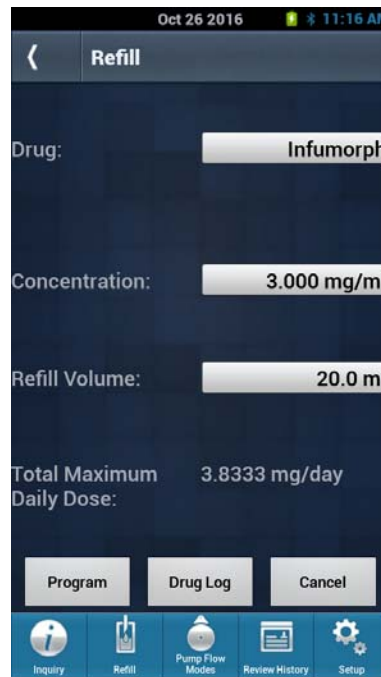 Oct 26 2016 11:16 AM
Refill
Drug: Infumorph
Concentration: 3.000 mg/m
Refill Volume: 20.0 m
Total Maximum 3.8333 mg/day
Daily Dose:
Program Drug Log Cancel
Inquiry Refill Pump Flow Modes Review History Setup